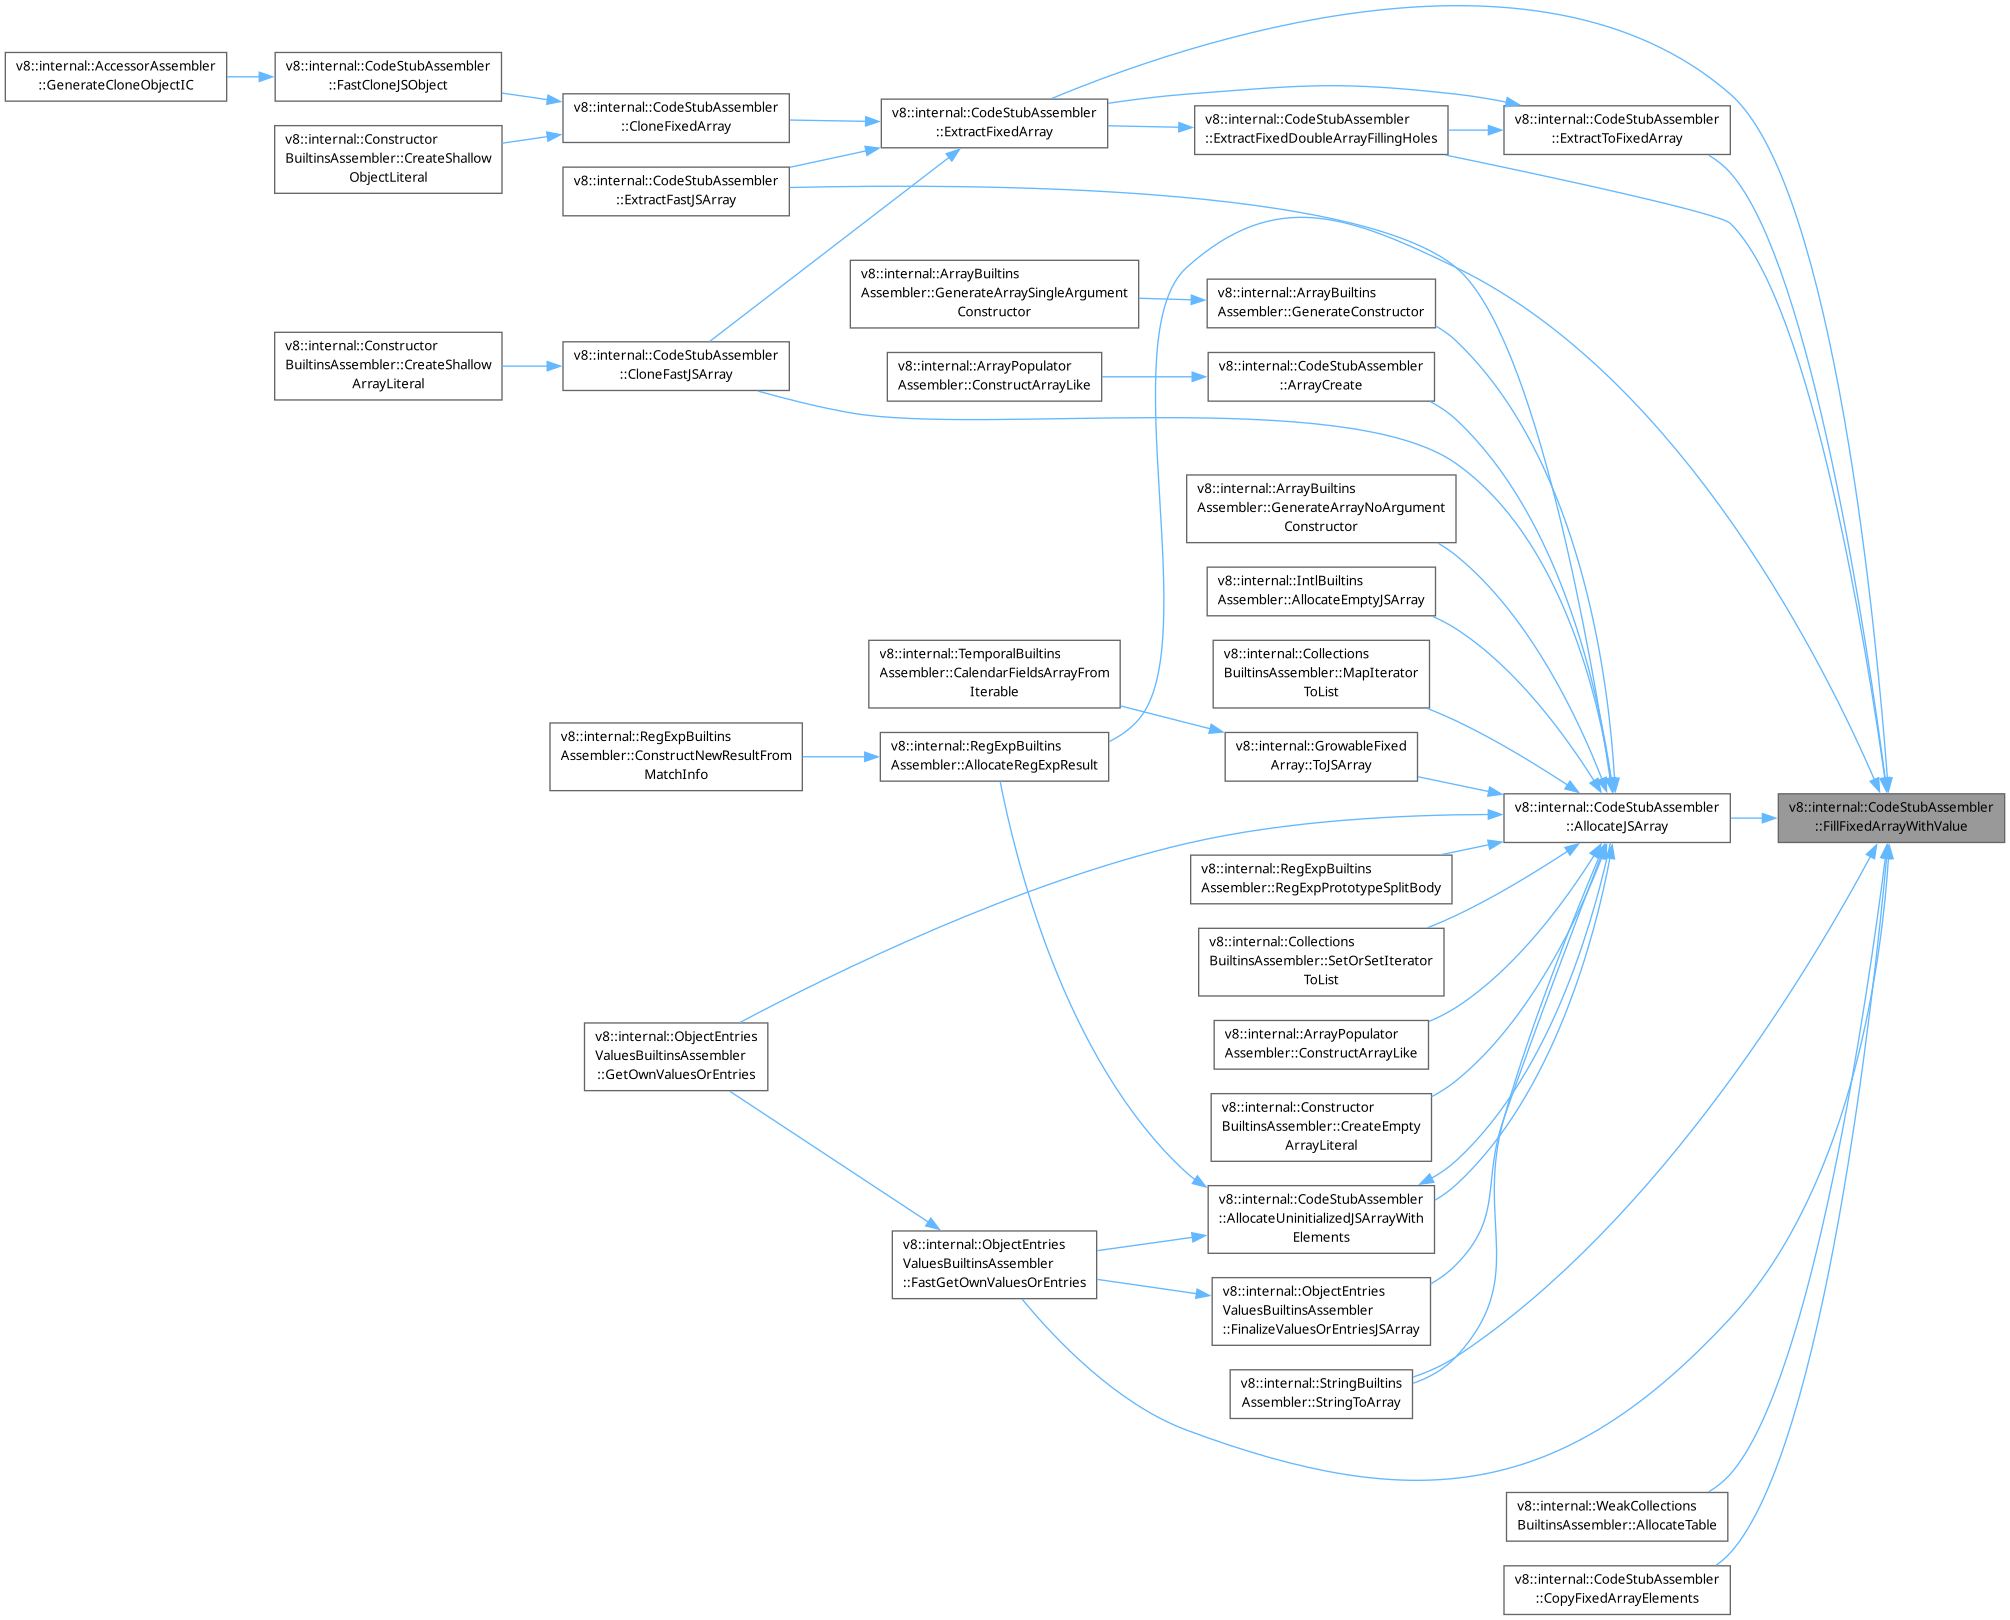 v8::internal::AccessorAssembler
::GenerateCloneObjectIC
v8::internal::CodeStubAssembler
::FastCloneJSObject
v8::internal::Constructor
BuiltinsAssembler::CreateShallow
ObjectLiteral
v8::internal::CodeStubAssembler
::CloneFixedArray
v8::internal::CodeStubAssembler
::ExtractFastJSArray
v8::internal::CodeStubAssembler
::ExtractFixedArray
v8::internal::CodeStubAssembler
::ExtractFixedDoubleArrayFillingHoles
v8::internal::CodeStubAssembler
::ExtractToFixedArray
v8::internal::ArrayBuiltins
Assembler::GenerateArraySingleArgument
Constructor
v8::internal::ArrayBuiltins
Assembler::GenerateConstructor
v8::internal::Constructor
BuiltinsAssembler::CreateShallow
ArrayLiteral
v8::internal::CodeStubAssembler
::CloneFastJSArray
v8::internal::ArrayPopulator
Assembler::ConstructArrayLike
v8::internal::CodeStubAssembler
::ArrayCreate
v8::internal::ArrayBuiltins
Assembler::GenerateArrayNoArgument
Constructor
v8::internal::IntlBuiltins
Assembler::AllocateEmptyJSArray
v8::internal::TemporalBuiltins
Assembler::CalendarFieldsArrayFrom
Iterable
v8::internal::Collections
BuiltinsAssembler::MapIterator
ToList
v8::internal::RegExpBuiltins
Assembler::ConstructNewResultFrom
MatchInfo
v8::internal::RegExpBuiltins
Assembler::AllocateRegExpResult
v8::internal::GrowableFixed
Array::ToJSArray
v8::internal::CodeStubAssembler
::AllocateJSArray
v8::internal::CodeStubAssembler
::FillFixedArrayWithValue
v8::internal::RegExpBuiltins
Assembler::RegExpPrototypeSplitBody
v8::internal::Collections
BuiltinsAssembler::SetOrSetIterator
ToList
v8::internal::ObjectEntries
ValuesBuiltinsAssembler
::GetOwnValuesOrEntries
v8::internal::ArrayPopulator
Assembler::ConstructArrayLike
v8::internal::Constructor
BuiltinsAssembler::CreateEmpty
ArrayLiteral
v8::internal::CodeStubAssembler
::AllocateUninitializedJSArrayWith
Elements
v8::internal::ObjectEntries
ValuesBuiltinsAssembler
::FastGetOwnValuesOrEntries
v8::internal::ObjectEntries
ValuesBuiltinsAssembler
::FinalizeValuesOrEntriesJSArray
v8::internal::StringBuiltins
Assembler::StringToArray
v8::internal::WeakCollections
BuiltinsAssembler::AllocateTable
v8::internal::CodeStubAssembler
::CopyFixedArrayElements